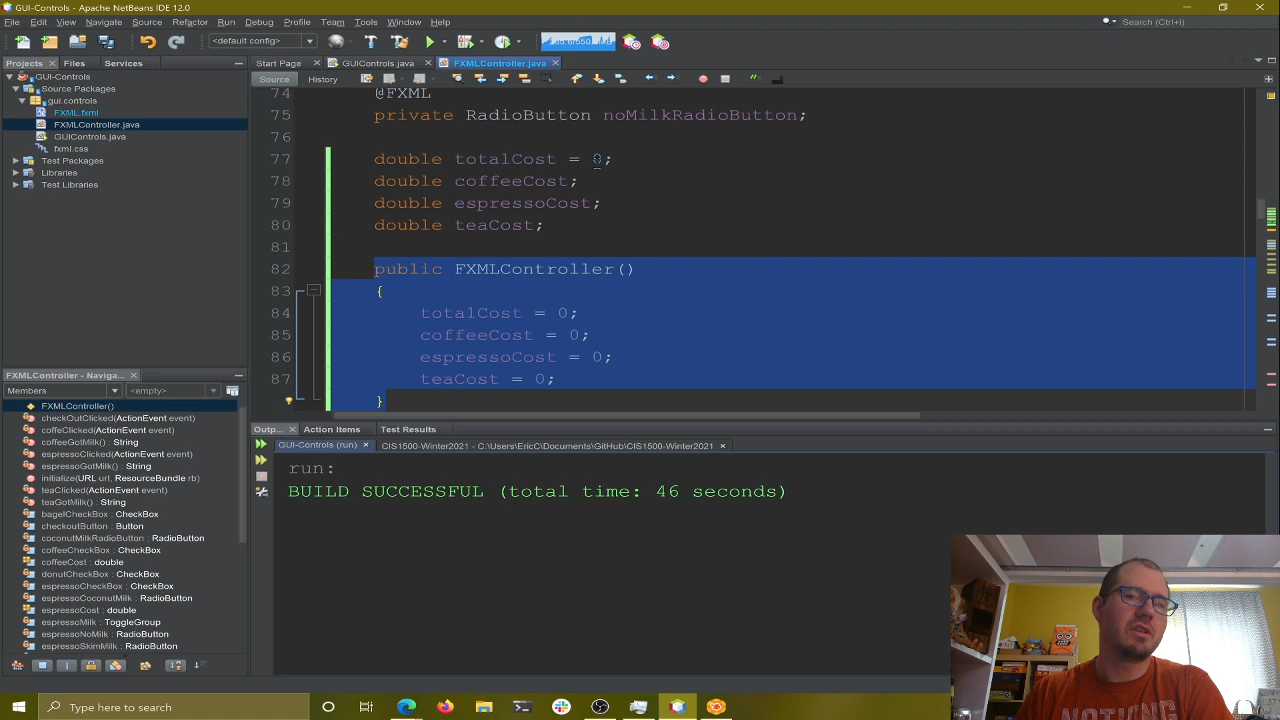 GUI-Controls - Apache NetBeans IDE 12.0
File Edit View Navigate Source Refactor Run Debug Profile Team Tools Window Help
Search (Ctrl+I)
<default config>
Projects Files Services
Start Page GUIControls.java FXMLController.java
Source History
GUI-Controls
Source Packages
gui.controls
FXML.fxml
FXMLController.java
GUIControls.java
fxml.css
Test Packages
Libraries
Test Libraries
74 @FXML
75 private RadioButton noMilkRadioButton;
76
77 double totalCost = 0;
78 double coffeeCost;
79 double espressoCost;
80 double teaCost;
81
82 public FXMLController()
83 {
84 totalCost = 0;
85 coffeeCost = 0;
86 espressoCost = 0;
87 teaCost = 0;
}
FXMLController - Naviga...
Members <empty>
FXMLController()
checkOutClicked(ActionEvent event)
coffeClicked(ActionEvent event)
coffeeGotMilk() : String
espressoClicked(ActionEvent event)
espressoGotMilk() : String
initialize(URL url, ResourceBundle rb)
teaClicked(ActionEvent event)
teaGotMilk() : String
bagelCheckBox : CheckBox
checkoutButton : Button
coconutMilkRadioButton : RadioButton
coffeeCheckBox : CheckBox
coffeeCost : double
donutCheckBox : CheckBox
espressoCheckBox : CheckBox
espressoCoconutMilk : RadioButton
espressoCost : double
espressoMilk : ToggleGroup
espressoNoMilk : RadioButton
espressoSkimMilk : RadioButton
Outp... Action Items Test Results
GUI-Controls (run) CIS1500-Winter2021 - C:\Users\EricC\Documents\GitHub\CIS1500-Winter2021
run:
BUILD SUCCESSFUL (total time: 46 seconds)
Type here to search
NOTHING